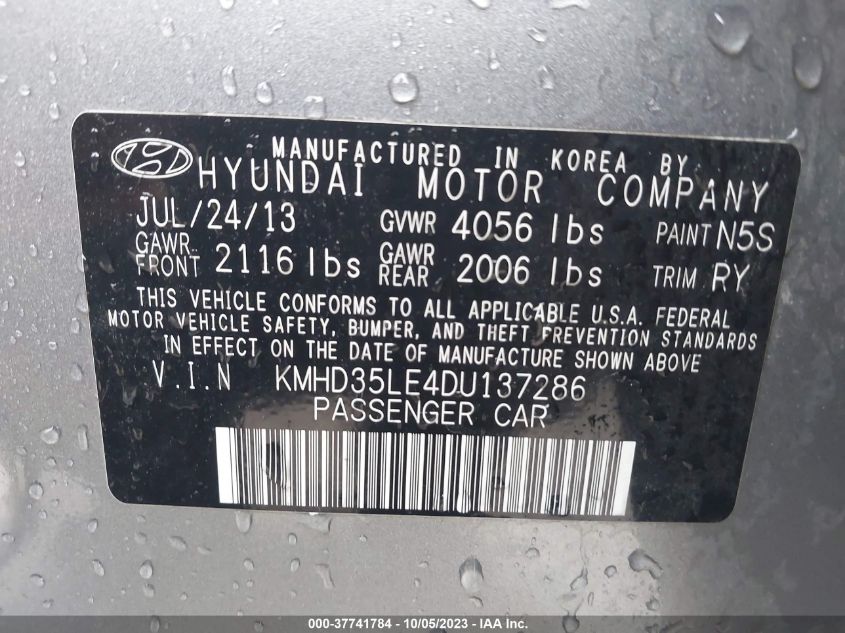 MANUFACTURED IN KOREA BY
HYUNDAI MOTOR COMPANY
JUL/24/13 GVWR 4056 lbs PAINT N5S
GAWR FRONT 2116 lbs GAWR REAR 2006 lbs TRIM RY
THIS VEHICLE CONFORMS TO ALL APPLICABLE U.S.A. FEDERAL
MOTOR VEHICLE SAFETY, BUMPER, AND THEFT PREVENTION STANDARDS
IN EFFECT ON THE DATE OF MANUFACTURE SHOWN ABOVE
V.I.N KMHD35LE4DU137286
PASSENGER CAR
000-37741784 - 10/05/2023 - IAA Inc.